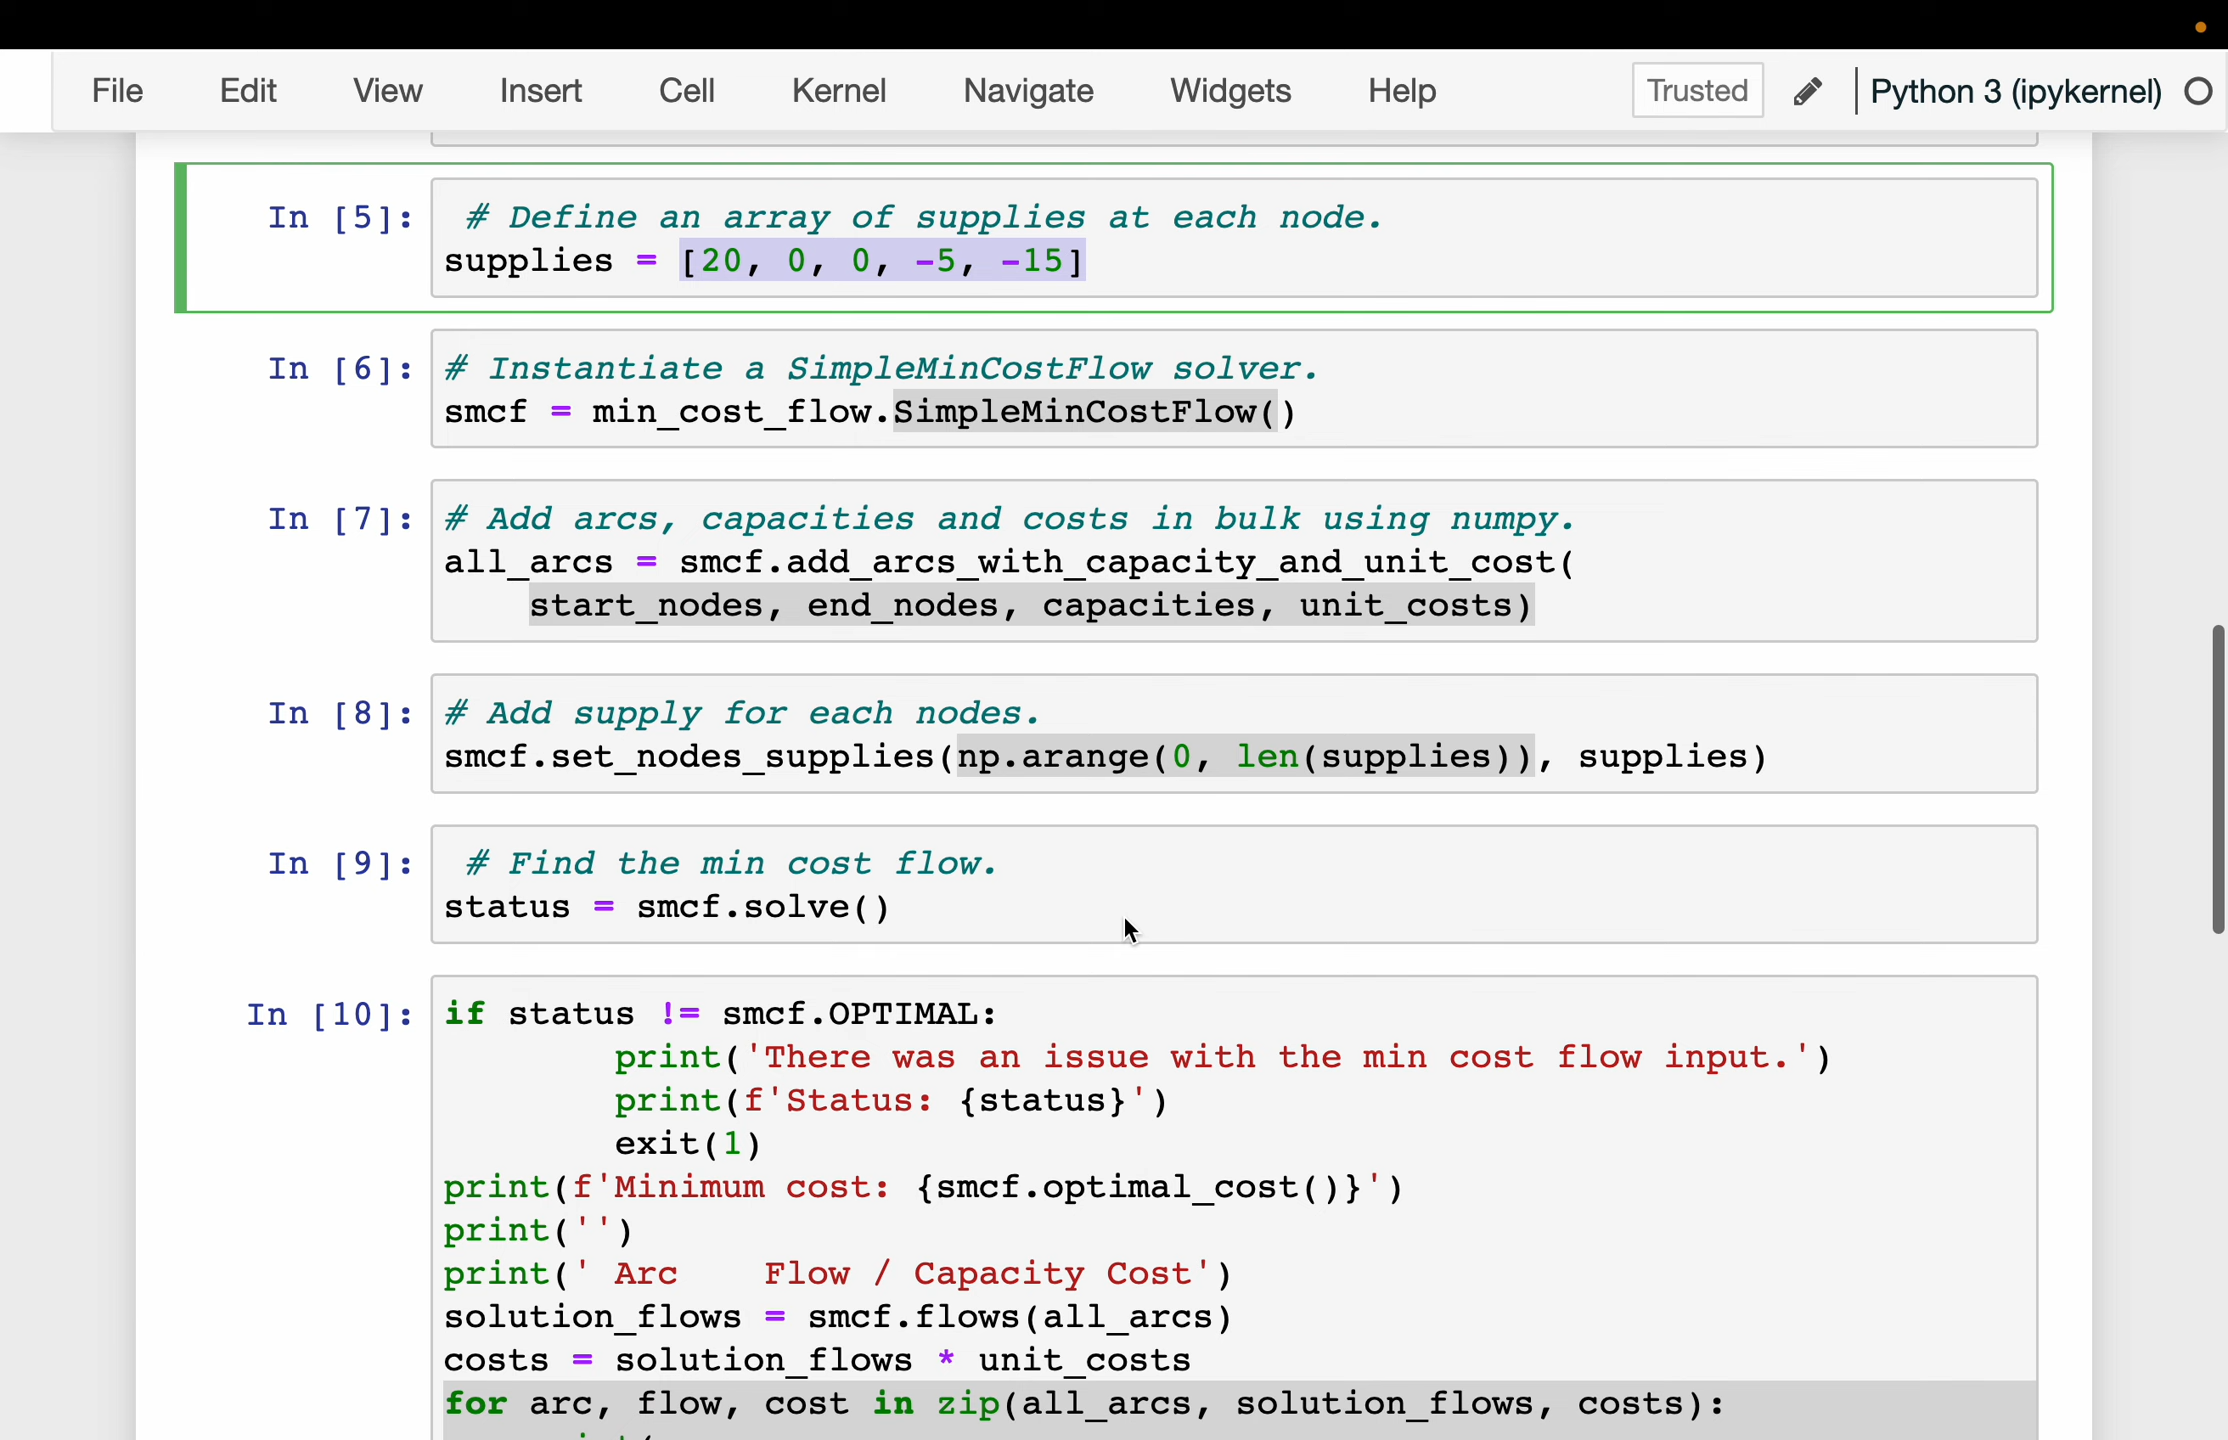 File Edit View Insert Cell Kernel Navigate Widgets Help Trusted Python 3 (ipykernel)
In [5]: # Define an array of supplies at each node.
supplies = [20, 0, 0, -5, -15]
In [6]: # Instantiate a SimpleMinCostFlow solver.
smcf = min_cost_flow.SimpleMinCostFlow()
In [7]: # Add arcs, capacities and costs in bulk using numpy.
all_arcs = smcf.add_arcs_with_capacity_and_unit_cost(
start_nodes, end_nodes, capacities, unit_costs)
In [8]: # Add supply for each nodes.
smcf.set_nodes_supplies(np.arange(0, len(supplies)), supplies)
In [9]: # Find the min cost flow.
status = smcf.solve()
In [10]: if status != smcf.OPTIMAL:
print('There was an issue with the min cost flow input.')
print(f'Status: {status}')
exit(1)
print(f'Minimum cost: {smcf.optimal_cost()}')
print('')
print(' Arc    Flow / Capacity Cost')
solution_flows = smcf.flows(all_arcs)
costs = solution_flows * unit_costs
for arc, flow, cost in zip(all_arcs, solution_flows, costs):